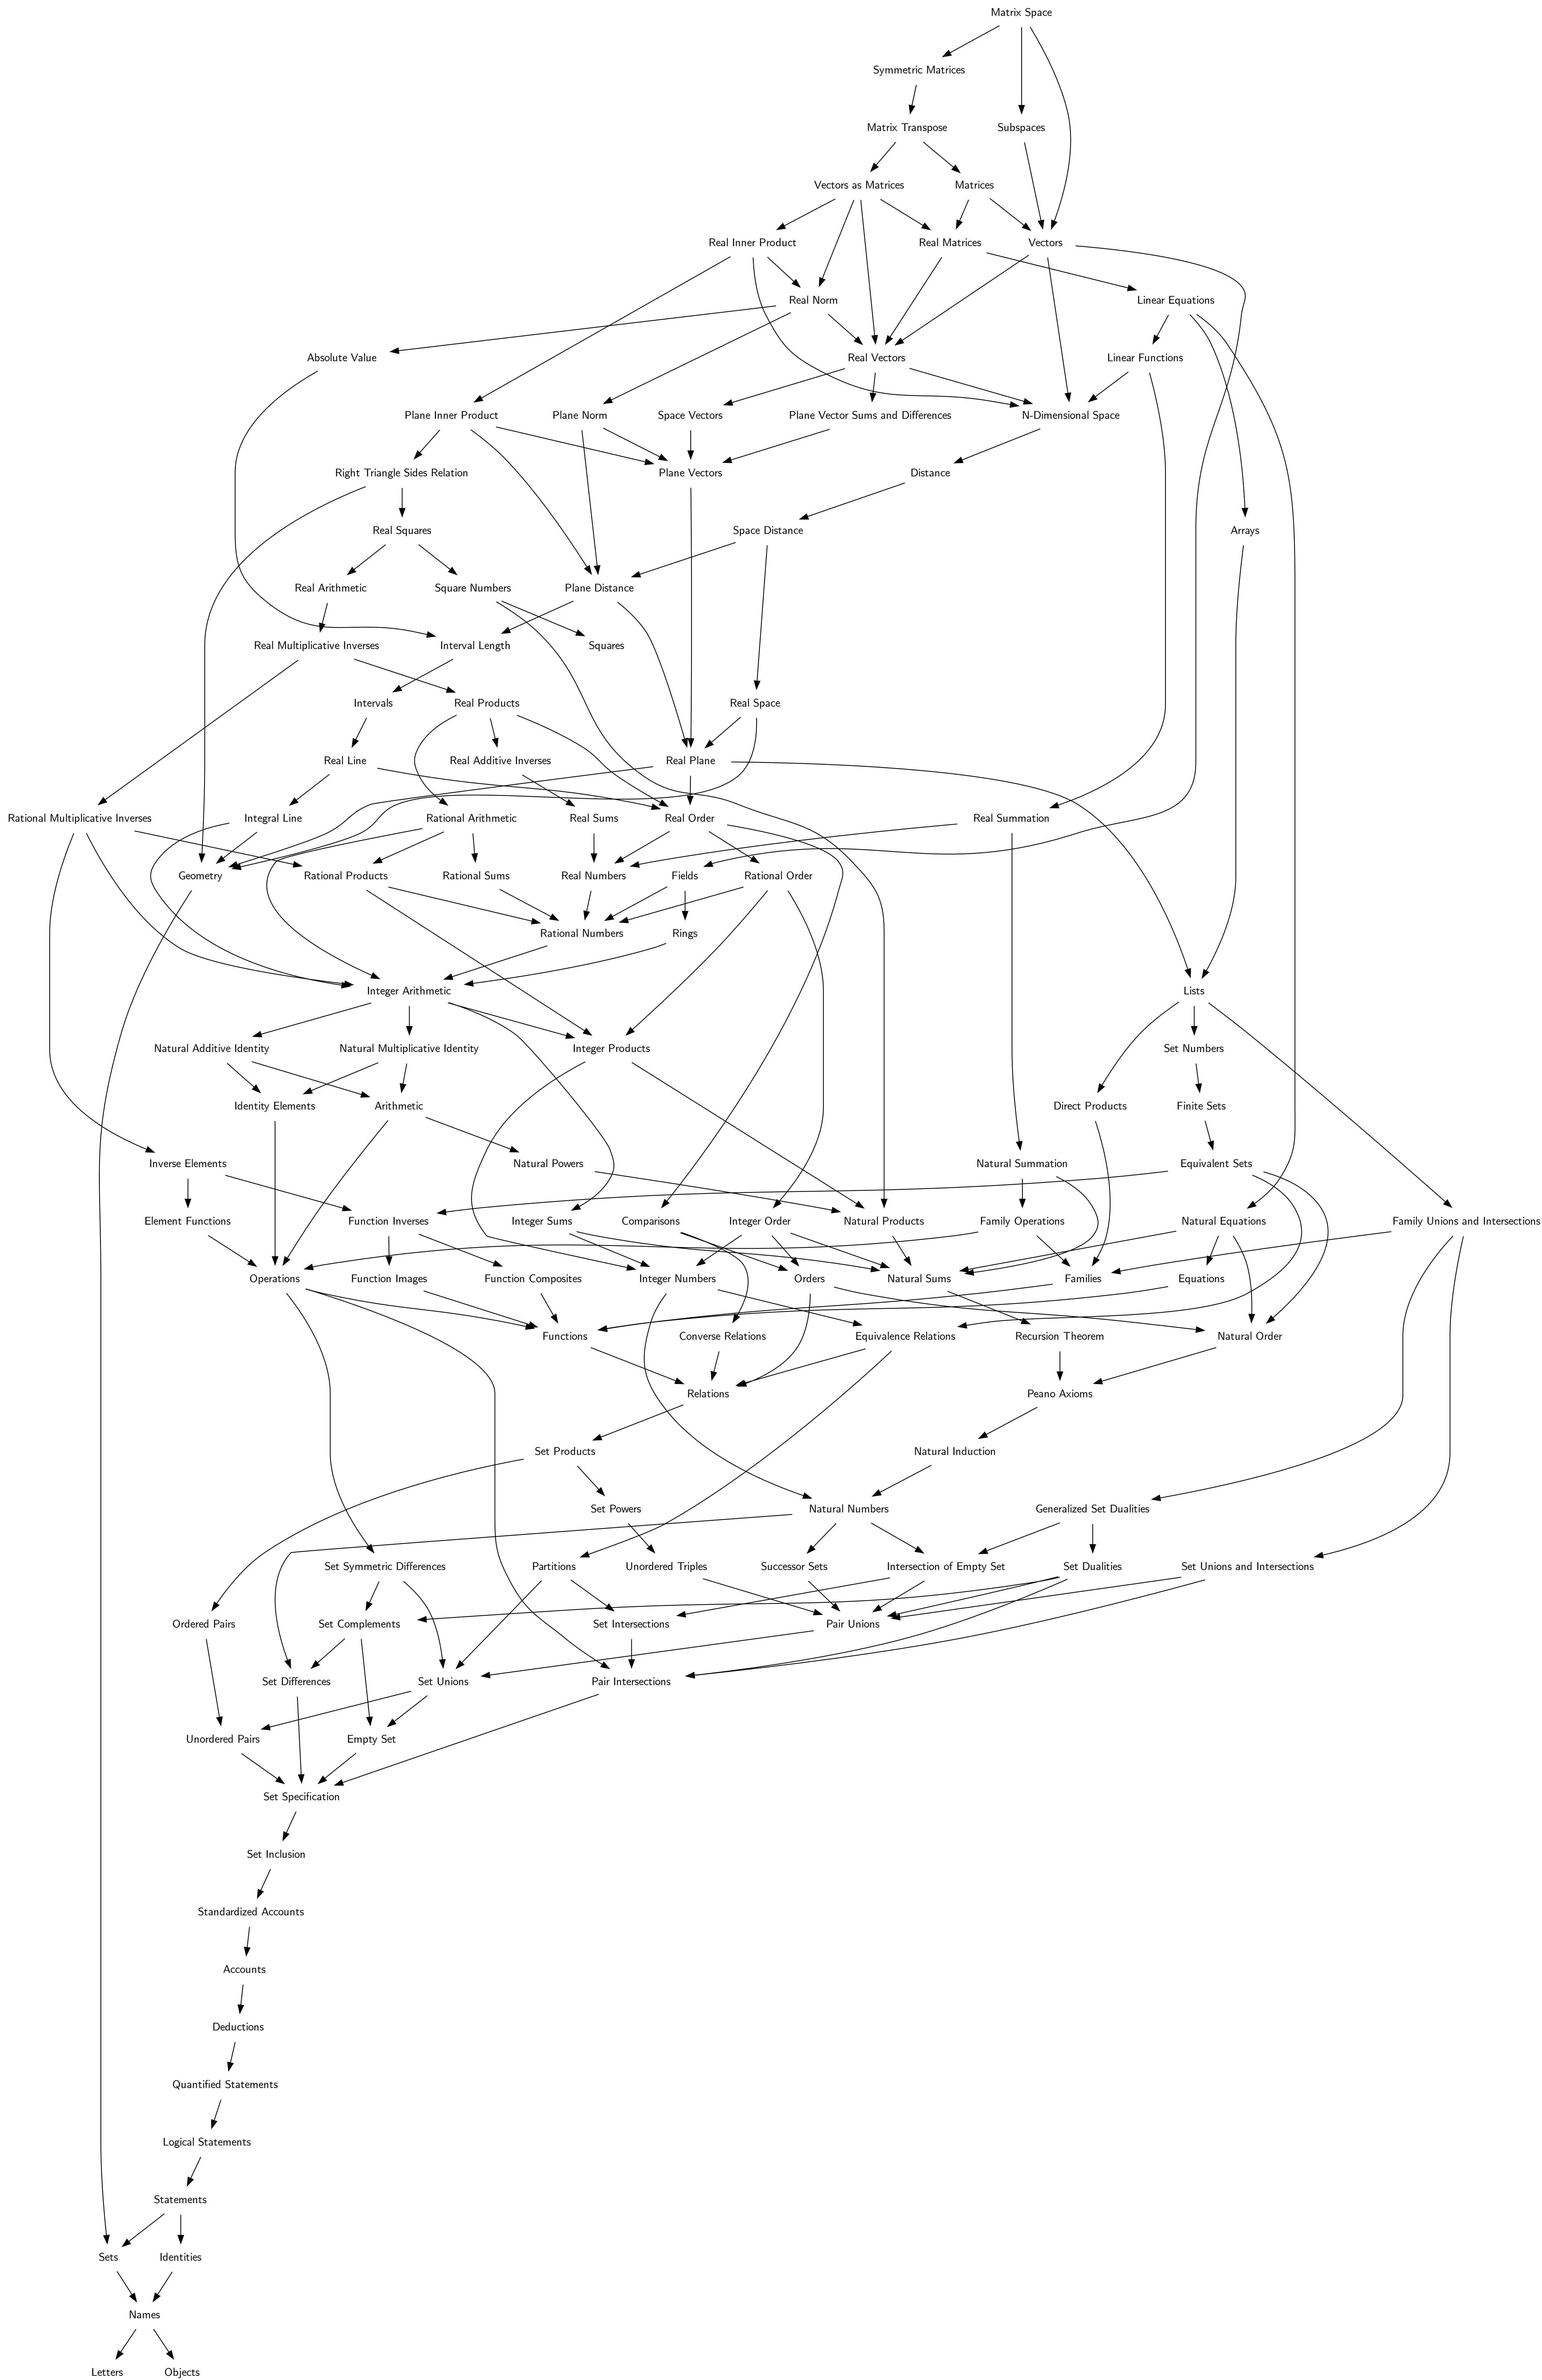 Matrix Space
Symmetric Matrices
Matrix Transpose
Subspaces
Vectors as Matrices
Matrices
Real Inner Product
Real Matrices
Vectors
Real Norm
Linear Equations
Absolute Value
Real Vectors
Linear Functions
Plane Inner Product
Plane Norm
Space Vectors
Plane Vector Sums and Differences
N-Dimensional Space
Right Triangle Sides Relation
Plane Vectors
Distance
Real Squares
Space Distance
Arrays
Real Arithmetic
Square Numbers
Plane Distance
Real Multiplicative Inverses
Interval Length
Squares
Intervals
Real Products
Real Space
Real Line
Real Additive Inverses
Real Plane
Rational Multiplicative Inverses
Integral Line
Rational Arithmetic
Real Sums
Real Order
Real Summation
Geometry
Rational Products
Rational Sums
Real Numbers
Fields
Rational Order
Rational Numbers
Rings
Integer Arithmetic
Lists
Natural Additive Identity
Natural Multiplicative Identity
Integer Products
Set Numbers
Identity Elements
Arithmetic
Direct Products
Finite Sets
Inverse Elements
Natural Powers
Natural Summation
Equivalent Sets
Element Functions
Function Inverses
Integer Sums
Comparisons
Integer Order
Natural Products
Family Operations
Natural Equations
Family Unions and Intersections
Operations
Function Images
Function Composites
Integer Numbers
Orders
Natural Sums
Families
Equations
Functions
Converse Relations
Equivalence Relations
Recursion Theorem
Natural Order
Relations
Peano Axioms
Set Products
Natural Induction
Set Powers
Natural Numbers
Generalized Set Dualities
Set Symmetric Differences
Partitions
Unordered Triples
Successor Sets
Intersection of Empty Set
Set Dualities
Set Unions and Intersections
Ordered Pairs
Set Complements
Set Intersections
Pair Unions
Set Differences
Set Unions
Pair Intersections
Unordered Pairs
Empty Set
Set Specification
Set Inclusion
Standardized Accounts
Accounts
Deductions
Quantified Statements
Logical Statements
Statements
Sets
Identities
Names
Letters
Objects